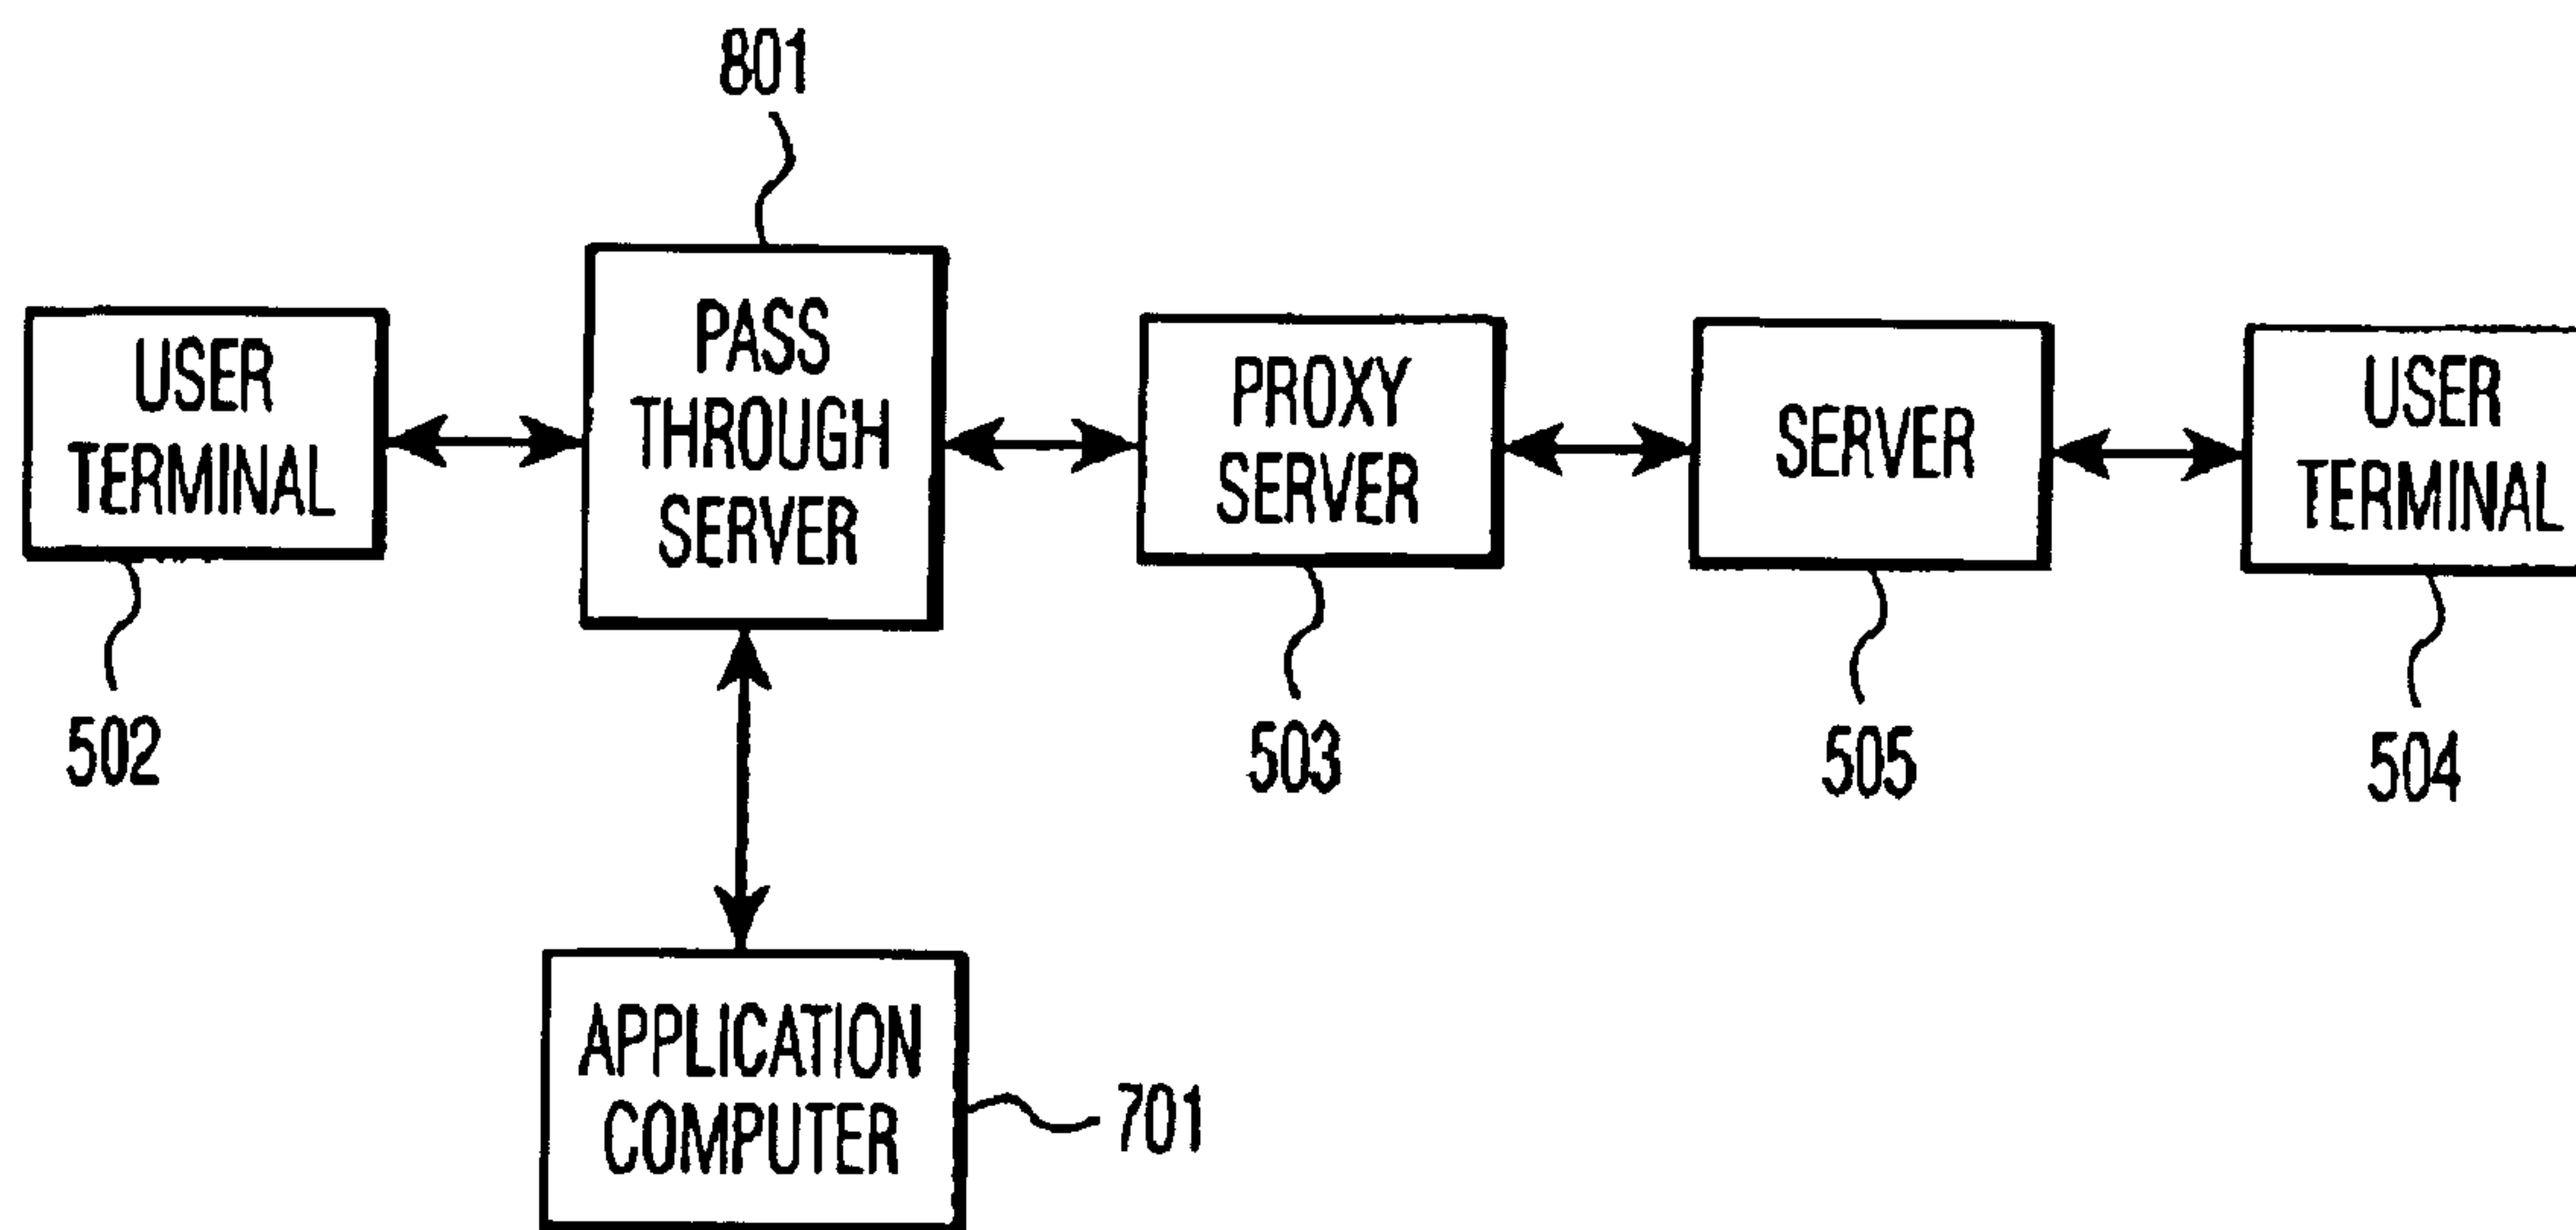 801
USER
TERMINAL
PASS
THROUGH
SERVER
PROXY
SERVER
SERVER
USER
TERMINAL
502
503
505
504
APPLICATION
COMPUTER
701